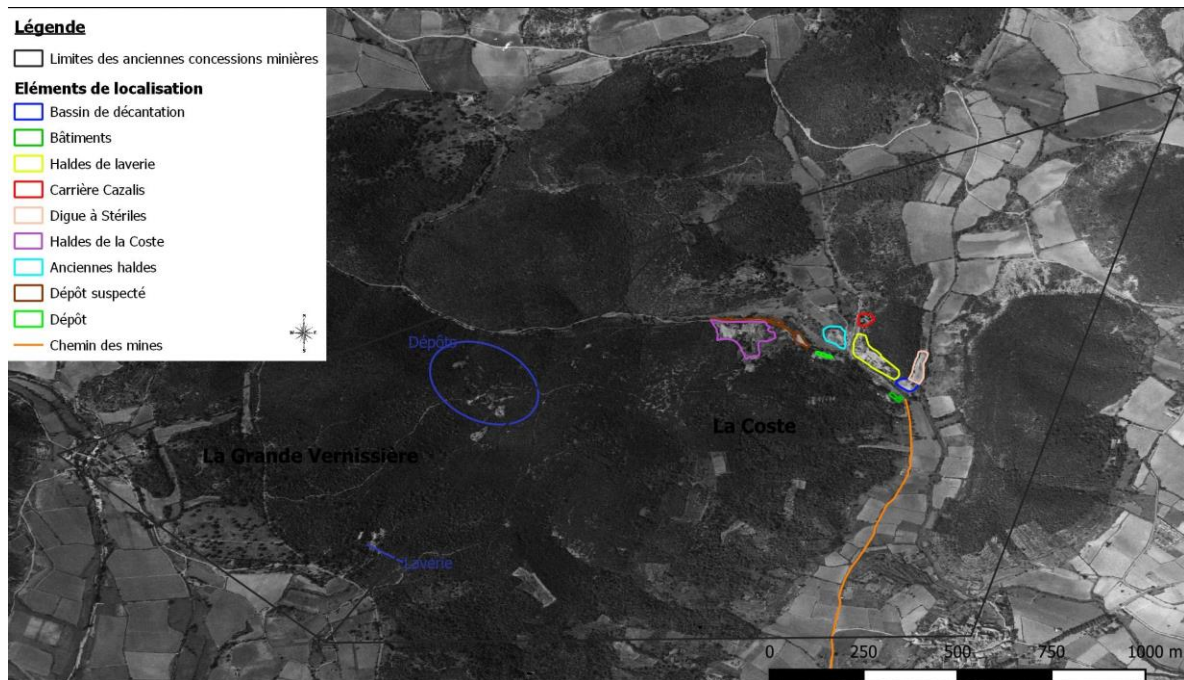 Légende
Limites des anciennes concessions minières
Eléments de localisation
Bassin de décantation
Bâtiments
Haldes de laverie
Carrière Cazalis
Digue à Stériles
Haldes de la Coste
Anciennes haldes
Dépôt suspecté
Dépôt
Chemin des mines
Dépôts
La Coste
La Grande Vernissière
Laverie
0 250 500 750 1000 m